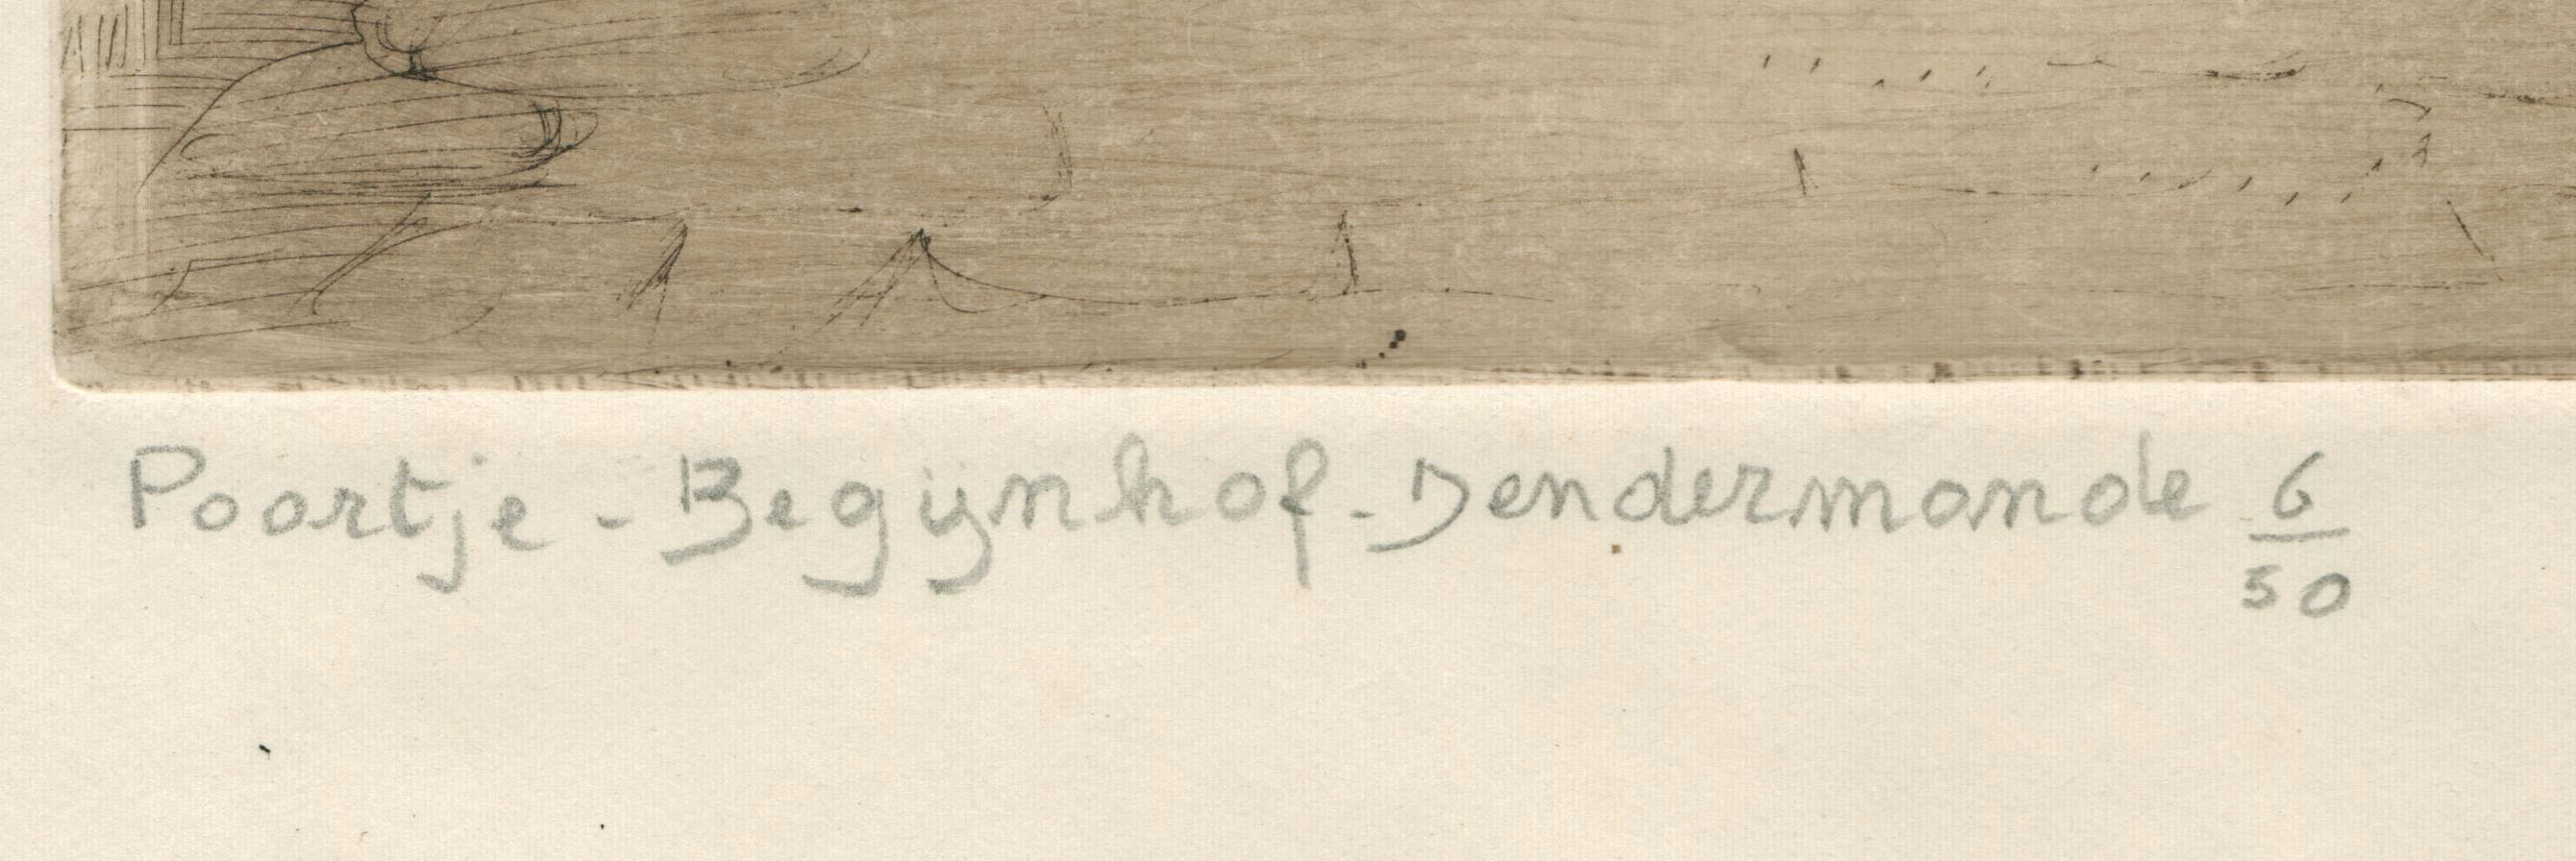 Poortje - Begijnhof - Dendermonde 6/50